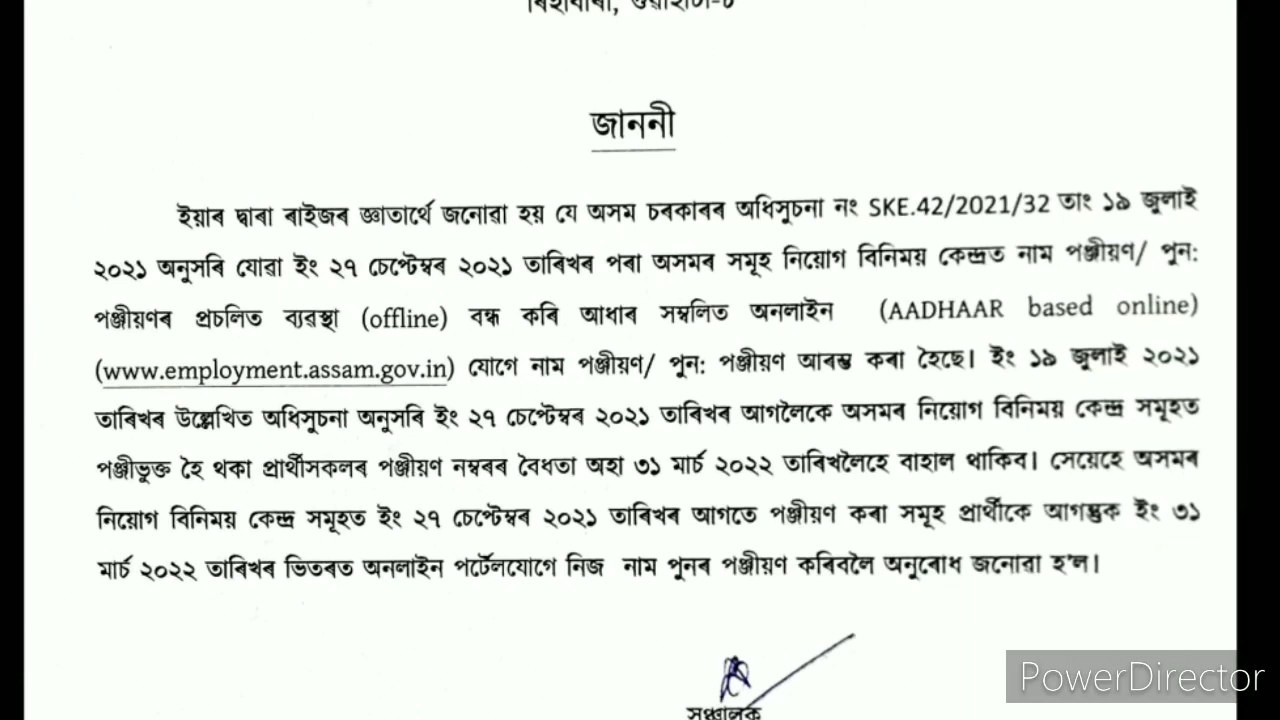 জাননী
ইয়াৰ দ্বাৰা ৰাইজৰ জ্ঞাতাৰ্থে জনোৱা হয় যে অসম চৰকাৰৰ অধিসূচনা নং SKE.42/2021/32 তাং ১৯ জুলাই
২০২১ অনুসৰি যোৱা ইং ২৭ চেপ্টেম্বৰ ২০২১ তাৰিখৰ পৰা অসমৰ সমূহ নিয়োগ বিনিময় কেন্দ্ৰত নাম পঞ্জীয়ণ/ পুন:
পঞ্জীয়ণৰ প্ৰচলিত ব্যৱস্থা (offline) বন্ধ কৰি আধাৰ সম্বলিত অনলাইন (AADHAAR based online)
(www.employment.assam.gov.in) যোগে নাম পঞ্জীয়ণ/ পুন: পঞ্জীয়ণ আৰম্ভ কৰা হৈছে। ইং ১৯ জুলাই ২০২১
তাৰিখৰ উল্লেখিত অধিসূচনা অনুসৰি ইং ২৭ চেপ্টেম্বৰ ২০২১ তাৰিখৰ আগলৈকে অসমৰ নিয়োগ বিনিময় কেন্দ্ৰ সমূহত
পঞ্জীভুক্ত হৈ থকা প্ৰাৰ্থীসকলৰ পঞ্জীয়ণ নম্বৰৰ বৈধতা অহা ৩১ মাৰ্চ ২০২২ তাৰিখলৈহে বাহাল থাকিব। সেয়েহে অসমৰ
নিয়োগ বিনিময় কেন্দ্ৰ সমূহত ইং ২৭ চেপ্টেম্বৰ ২০২১ তাৰিখৰ আগতে পঞ্জীয়ণ কৰা সমূহ প্ৰাৰ্থীকে আগন্তুক ইং ৩১
মাৰ্চ ২০২২ তাৰিখৰ ভিতৰত অনলাইন পৰ্টেলযোগে নিজ নাম পুনৰ পঞ্জীয়ণ কৰিবলৈ অনুৰোধ জনোৱা হ'ল।
সঞ্চালক
PowerDirector